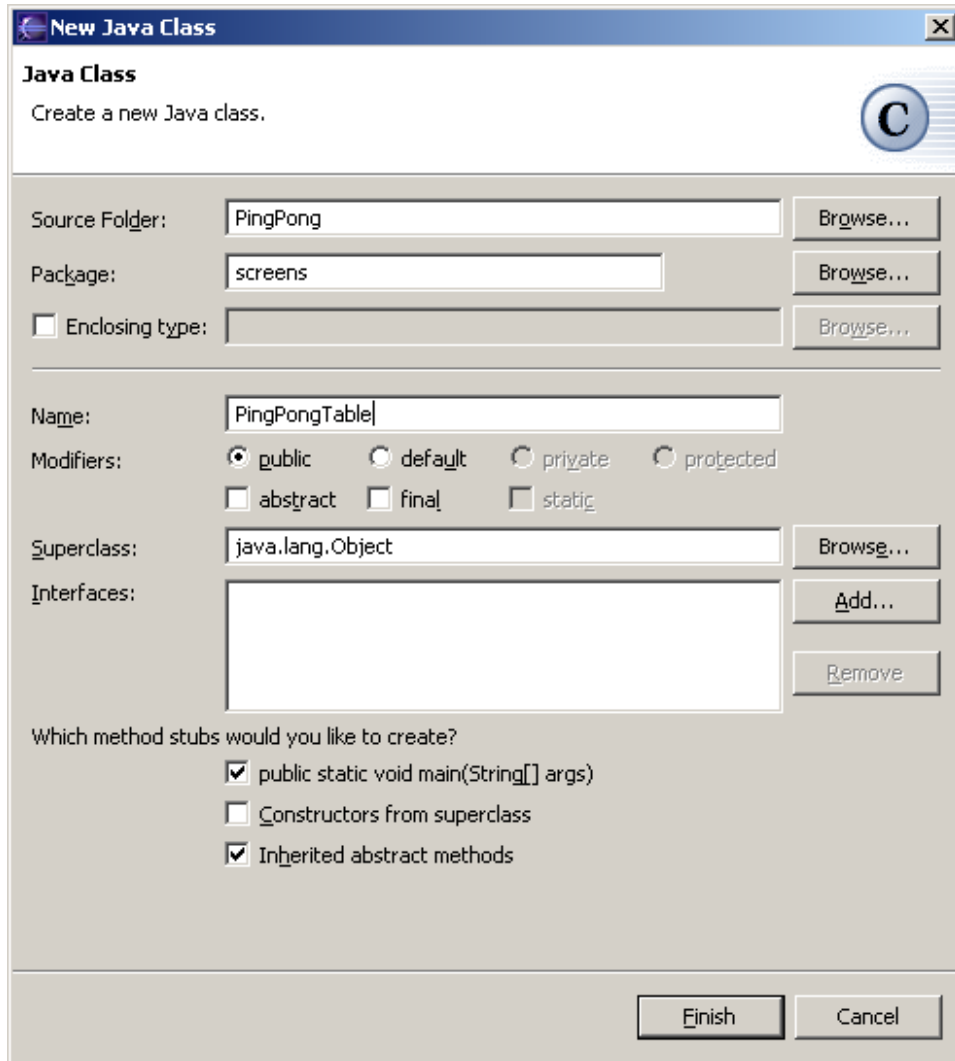 New Java Class
Java Class
Create a new Java class.
C
Source Folder: PingPong Browse...
Package: screens Browse...
Enclosing type: Browse...
Name: PingPongTable
Modifiers: public default private protected
abstract final static
Superclass: java.lang.Object Browse...
Interfaces: Add...
Remove
Which method stubs would you like to create?
public static void main(String[] args)
Constructors from superclass
Inherited abstract methods
Finish Cancel